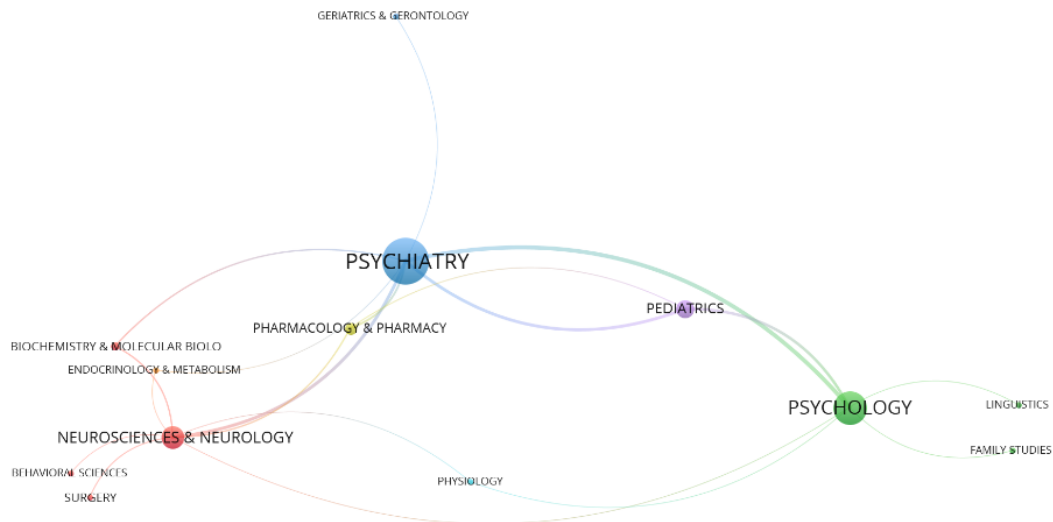 GERIATRICS & GERONTOLOGY
PSYCHIATRY
PEDIATRICS
PHARMACOLOGY & PHARMACY
BIOCHEMISTRY & MOLECULAR BIOLO
ENDOCRINOLOGY & METABOLISM
PSYCHOLOGY
LINGUISTICS
NEUROSCIENCES & NEUROLOGY
FAMILY STUDIES
BEHAVIORAL SCIENCES
PHYSIOLOGY
SURGERY